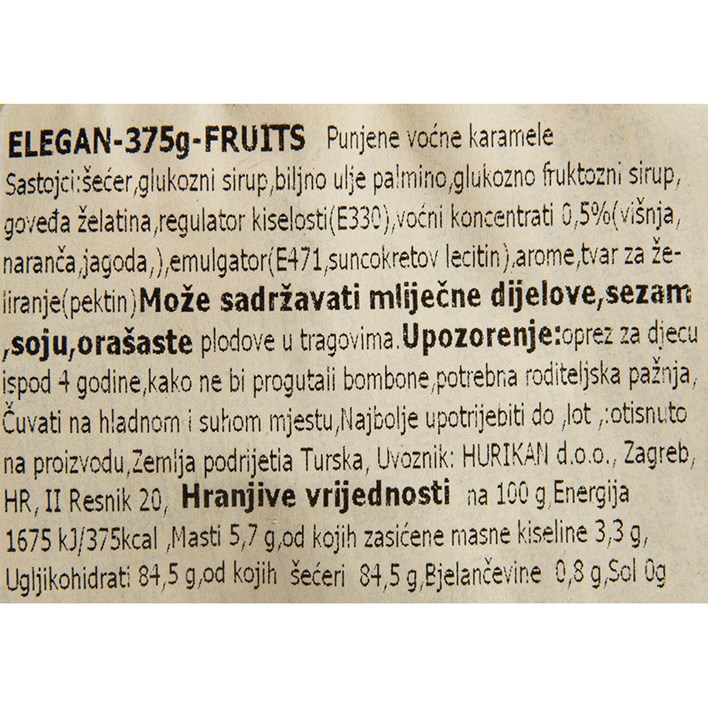 ELEGAN-375g-FRUITS Punjene voćne karamele
Sastojci:šećer,glukozni sirup,biljno ulje palmino,glukozno fruktozni sirup,
goveđa želatina,regulator kiselosti(E330),voćni koncentrati 0,5%(višnja,
naranča,jagoda,),emulgator(E471,suncokretov lecitin).arome,tvar za že-
liranje(pektin)Može sadržavati mliječne dijelove,sezam
,soju,orašaste plodove u tragovima.Upozorenje:oprez za djecu
ispod 4 godine,kako ne bi progutali bombone,potrebna roditeljska pažnja,
Čuvati na hladnom i suhom mjestu,Najbolje upotrijebiti do ,lot ,:otisnuto
na proizvodu,Zemlja podrijetla Turska, Uvoznik: HURIKAN d.o.o., Zagreb,
HR, II Resnik 20, Hranjive vrijednosti na 100 g,Energija
1675 kJ/375kcal ,Masti 5,7 g,od kojih zasićene masne kiseline 3,3 g,
Ugljikohidrati 84,5 g,od kojih šećeri 84,5 g,Bjelančevine 0,8 g,Sol 0g